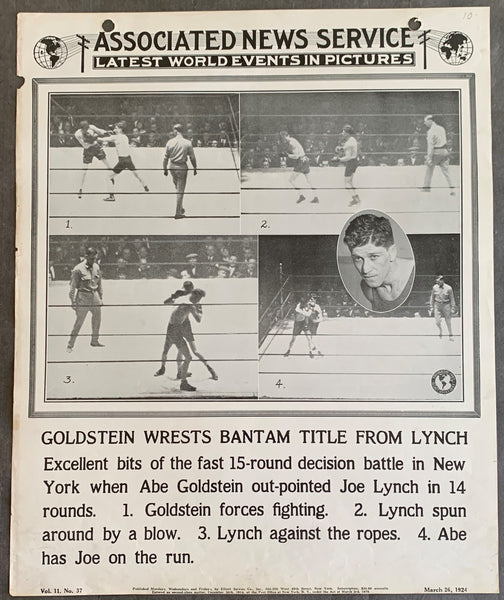 10-
ASSOCIATED NEWS SERVICE
LATEST WORLD EVENTS IN PICTURES
1.
2.
3.
4.
GOLDSTEIN WRESTS BANTAM TITLE FROM LYNCH
Excellent bits of the fast 15-round decision battle in New
York when Abe Goldstein out-pointed Joe Lynch in 14
rounds. 1. Goldstein forces fighting. 2. Lynch spun
around by a blow. 3. Lynch against the ropes. 4. Abe
has Joe on the run.
Vol. 11, No. 37
March 26, 1924